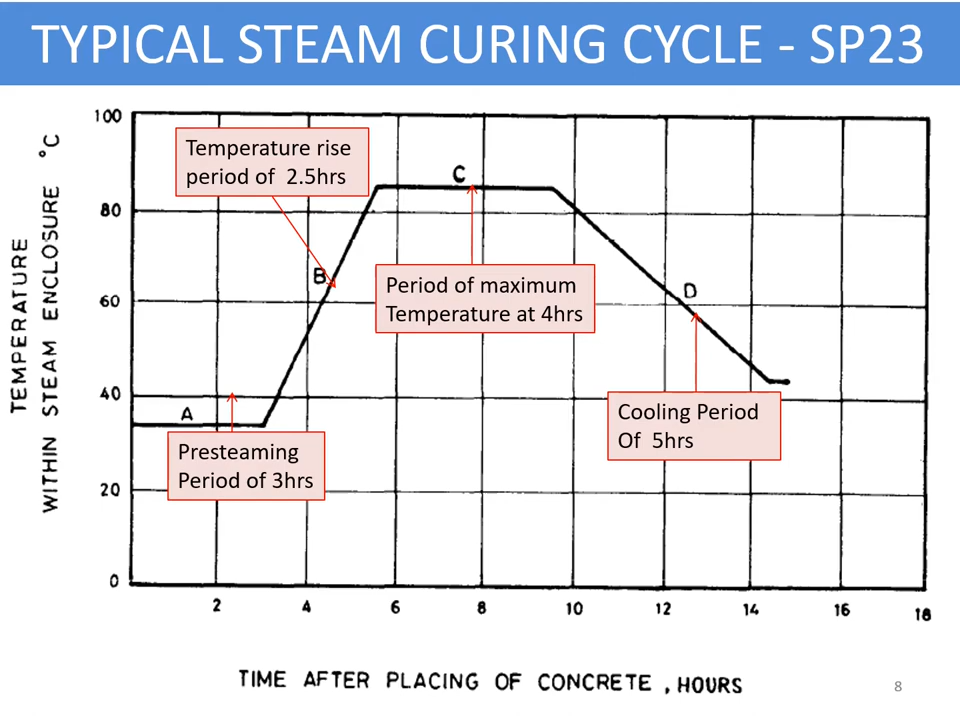 TYPICAL STEAM CURING CYCLE - SP23
TEMPERATURE
WITHIN STEAM ENCLOSURE °C
100
80
60
40
20
0
Temperature rise
period of 2.5hrs
C
B
Period of maximum
Temperature at 4hrs
D
A
Cooling Period
Of 5hrs
Presteaming
Period of 3hrs
2 4 6 8 10 12 14 16 18
TIME AFTER PLACING OF CONCRETE , HOURS
8